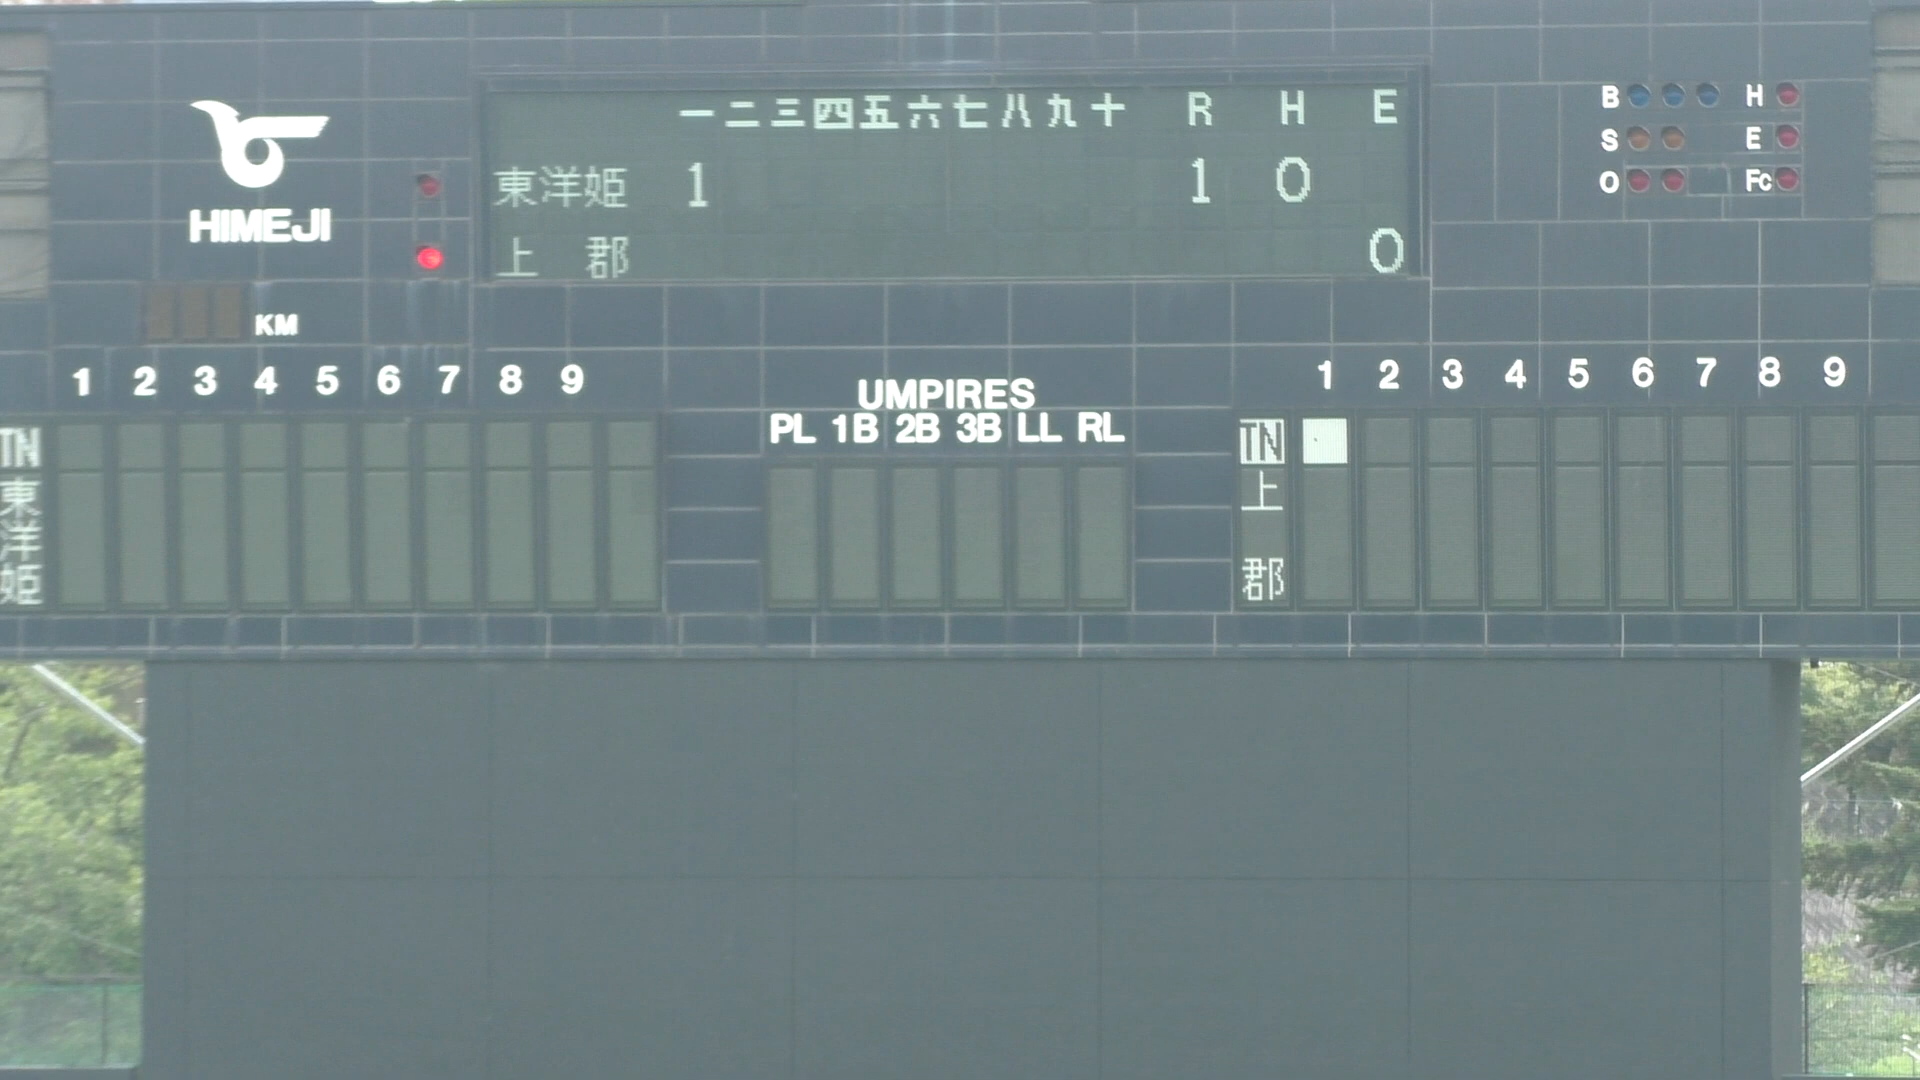 一二三四五六七八九十 R H E
東洋姫 1 1 0
上 郡 0
HIMEJI
KM
B H
S E
O Fc
1 2 3 4 5 6 7 8 9
TN
東洋姫
UMPIRES
PL 1B 2B 3B LL RL
1 2 3 4 5 6 7 8 9
TN
上郡